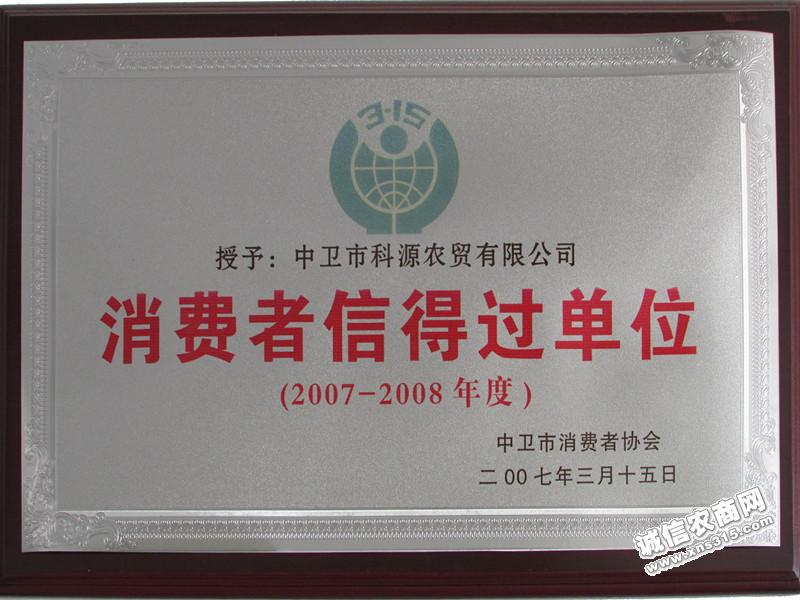 3·15
授予：中卫市科源农贸有限公司
消费者信得过单位
(2007-2008年度)
中卫市消费者协会
二00七年三月十五日
诚信农商网
www.xns315.com